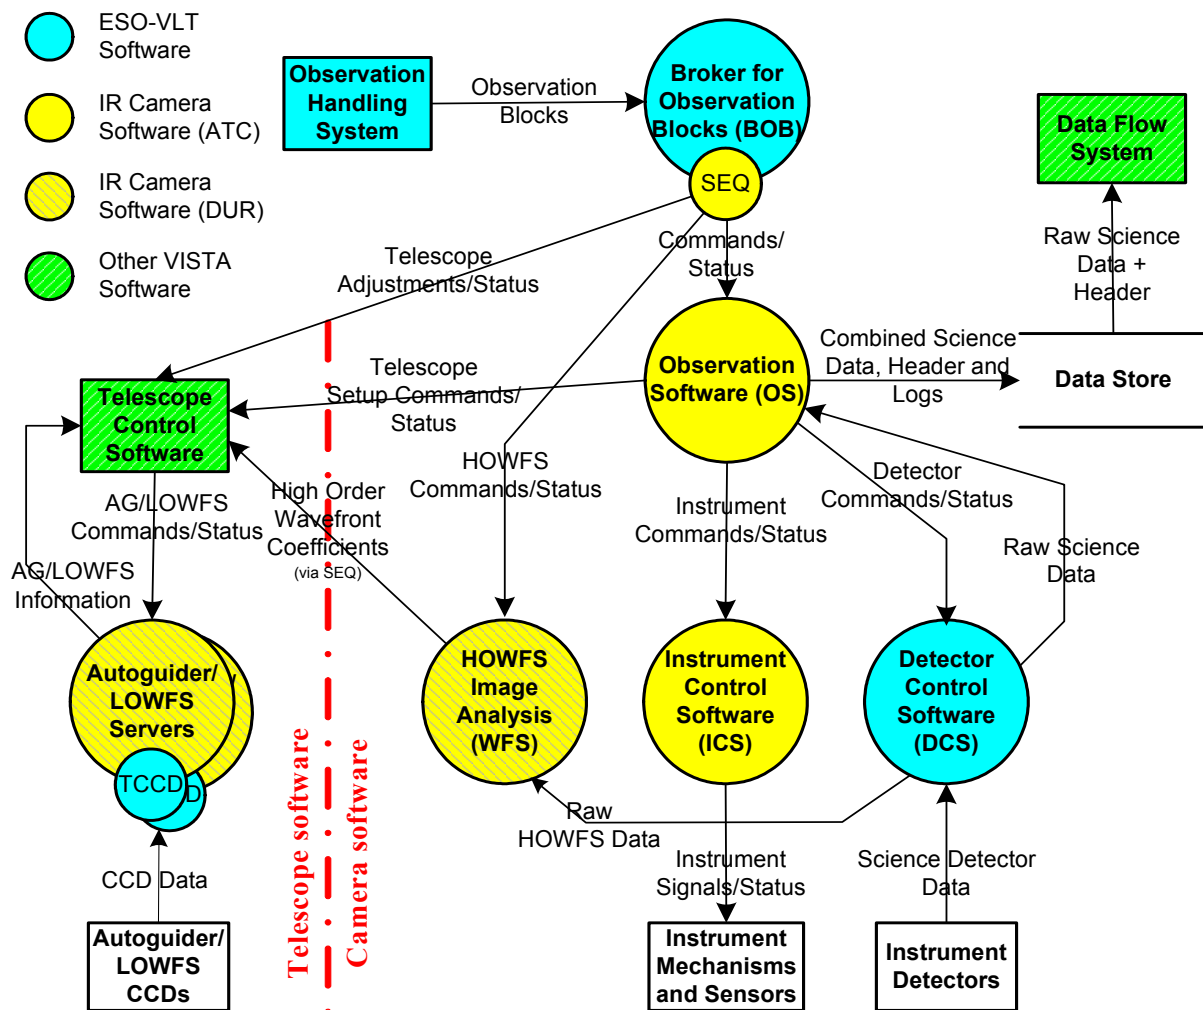 ESO-VLT
Software
IR Camera
Software (ATC)
IR Camera
Software (DUR)
Other VISTA
Software
Observation
Handling
System
Observation
Blocks
Broker for
Observation
Blocks (BOB)
SEQ
Data Flow
System
Raw Science
Data +
Header
Commands/
Status
Telescope
Adjustments/Status
Telescope
Setup Commands/
Status
Observation
Software (OS)
Combined Science
Data, Header and
Logs
Data Store
Telescope
Control
Software
HOWFS
Commands/Status
Instrument
Commands/Status
Detector
Commands/Status
Raw Science
Data
AG/LOWFS
Commands/Status
High Order
Wavefront
Coefficients
(via SEQ)
AG/LOWFS
Information
Autoguider/
LOWFS
Servers
TCCD
D
HOWFS
Image
Analysis
(WFS)
Instrument
Control
Software
(ICS)
Detector
Control
Software
(DCS)
Telescope software
Camera software
Raw
HOWFS Data
CCD Data
Instrument
Signals/Status
Science Detector
Data
Autoguider/
LOWFS
CCDs
Instrument
Mechanisms
and Sensors
Instrument
Detectors